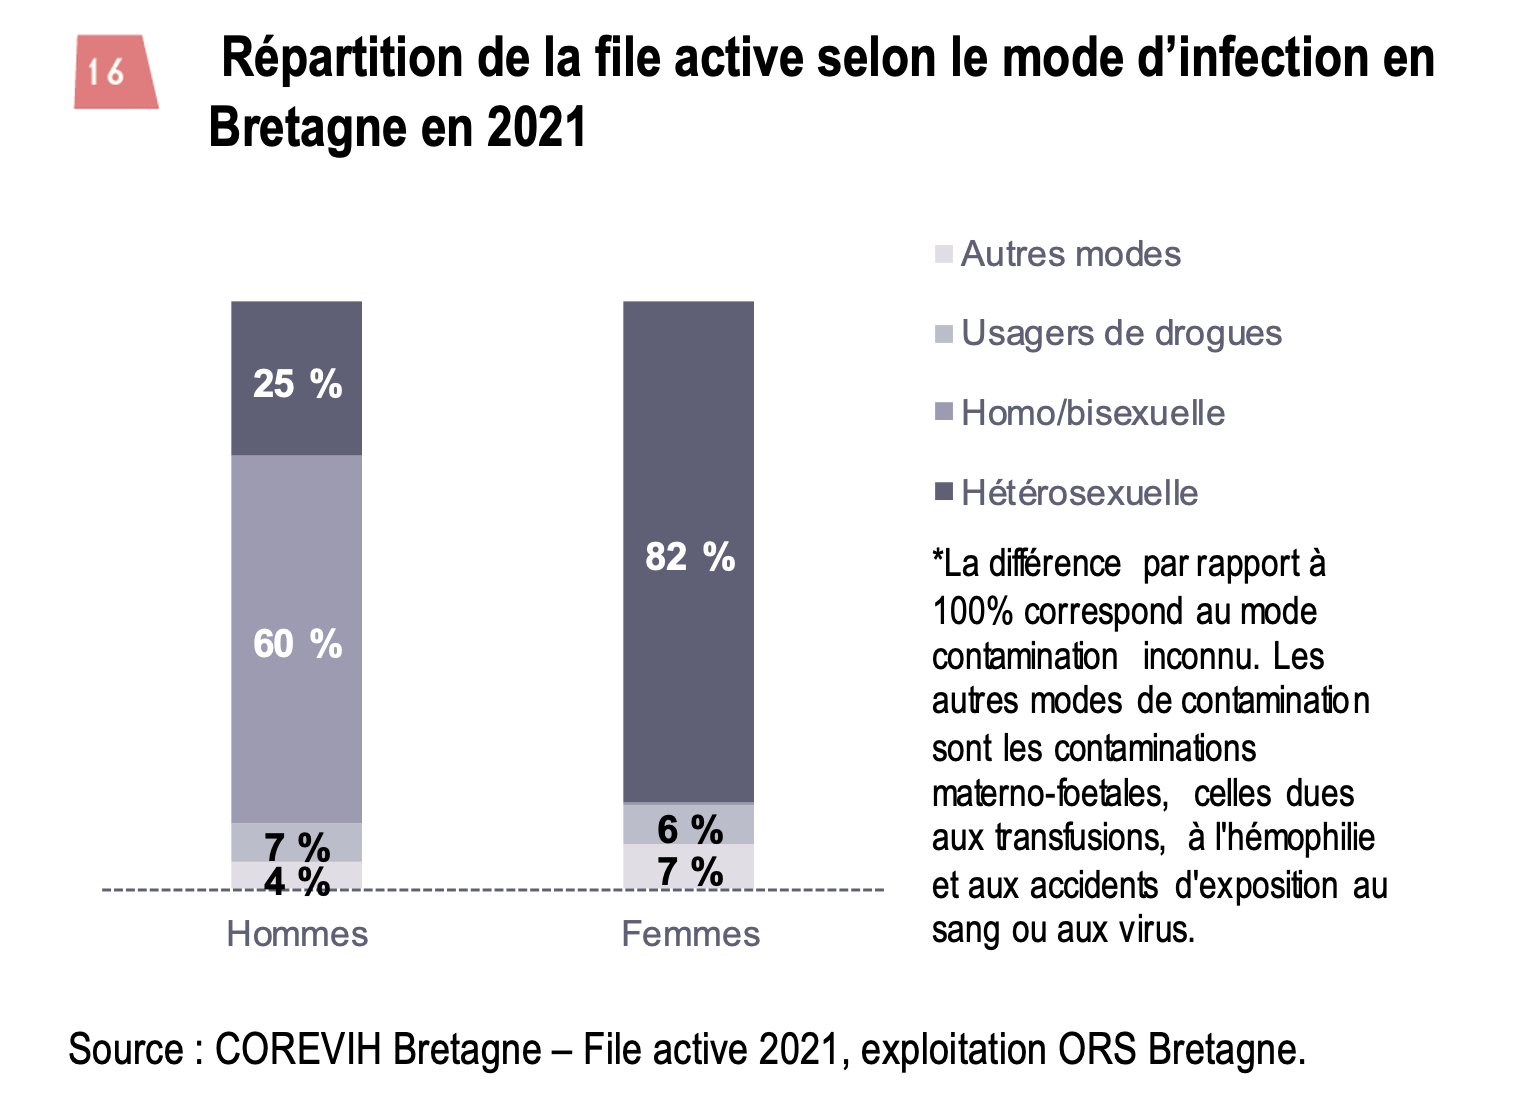 16
Répartition de la file active selon le mode d’infection en
Bretagne en 2021
Autres modes
Usagers de drogues
Homo/bisexuelle
Hétérosexuelle
25 %
60 %
7 %
4 %
82 %
6 %
7 %
Hommes
Femmes
*La différence par rapport à
100% correspond au mode
contamination inconnu. Les
autres modes de contamination
sont les contaminations
materno-foetales, celles dues
aux transfusions, à l'hémophilie
et aux accidents d'exposition au
sang ou aux virus.
Source : COREVIH Bretagne – File active 2021, exploitation ORS Bretagne.